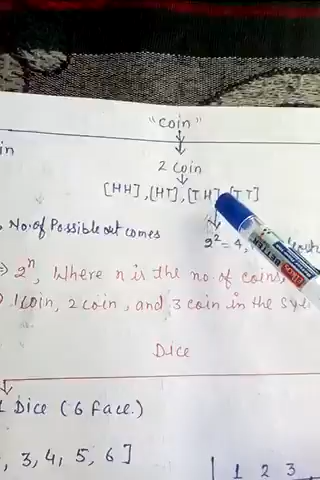 "Coin"
in
2 Coin
[HH], [HT], [TH], [TT]
No. of Possible out comes
2² = 4,
⇒ 2ⁿ, Where n is the no. of coins,
1 coin, 2 coin, and 3 coin in the
Dice
1 Dice (6 face.)
, 3, 4, 5, 6 ]
1 2 3